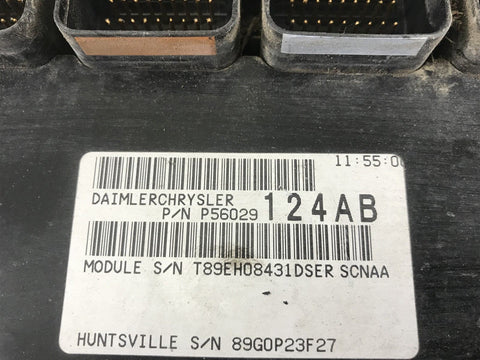 11:55:0
DAIMLERCHRYSLER
P/N P56029 124AB
MODULE S/N T89EH08431DSER SCNAA
HUNTSVILLE S/N 89G0P23F27